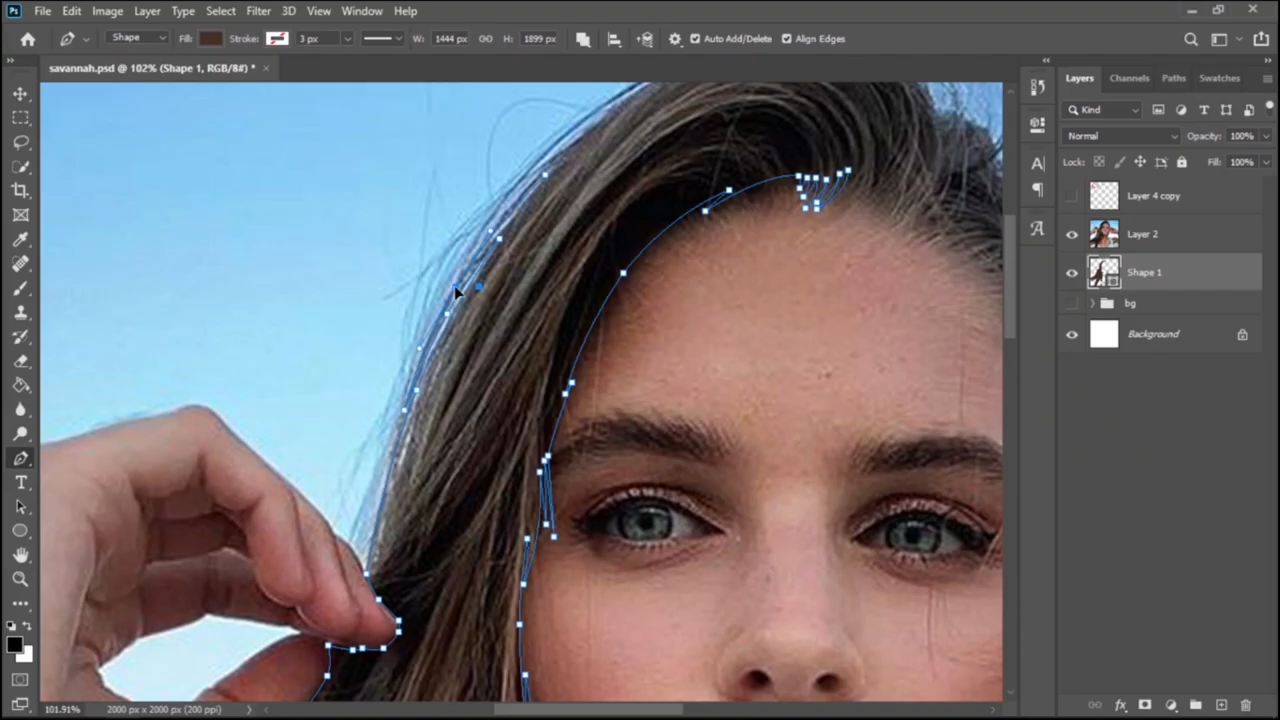 Ps File Edit Image Layer Type Select Filter 3D View Window Help
Shape Fill: Stroke: 3 px W: 1444 px H: 1899 px Auto Add/Delete Align Edges
savannah.psd @ 102% (Shape 1, RGB/8#) * ×
Layers Channels Paths Swatches
Kind
Normal Opacity: 100%
Lock: Fill: 100%
Layer 4 copy
Layer 2
Shape 1
bg
Background
101.91% 2000 px x 2000 px (200 ppi)